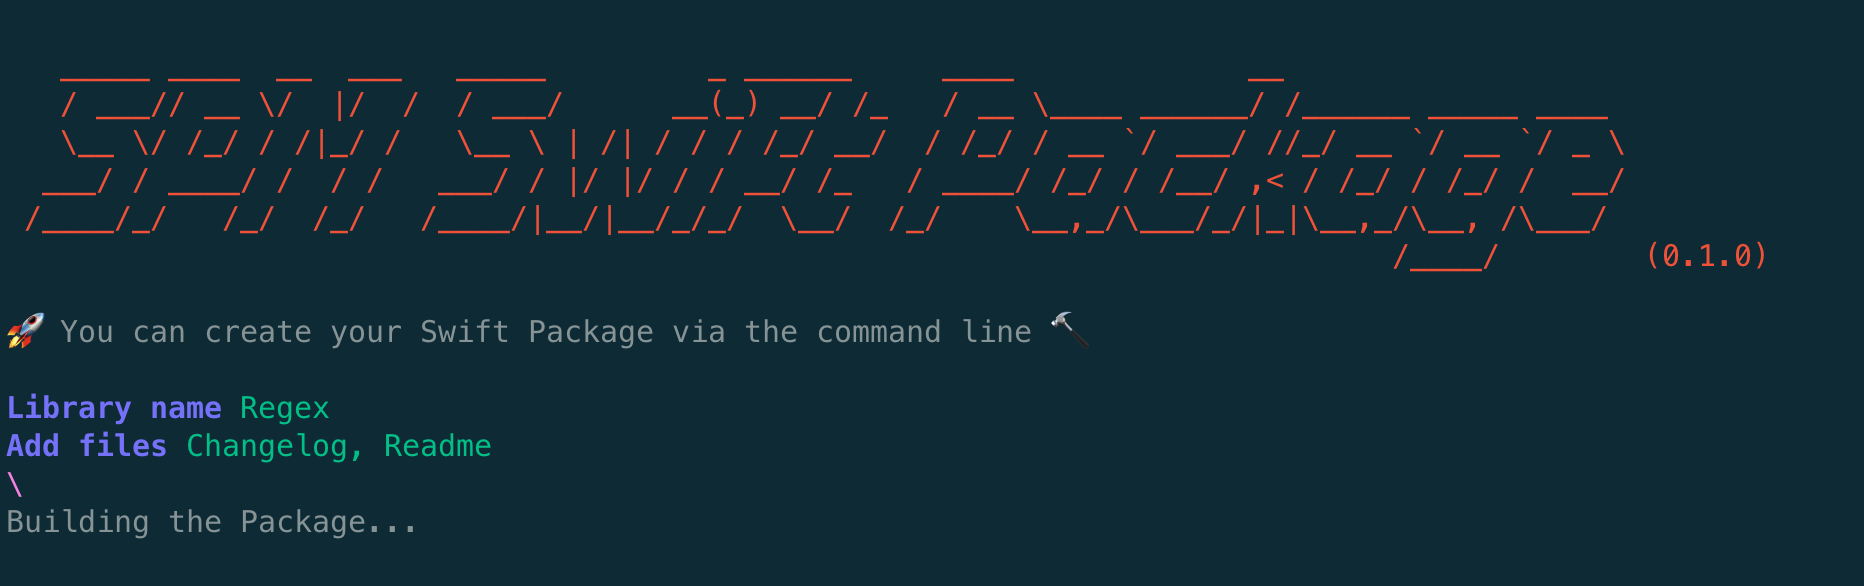 SPM Swift Package
(0.1.0)
🚀 You can create your Swift Package via the command line 🔨
Library name Regex
Add files Changelog, Readme
\
Building the Package...